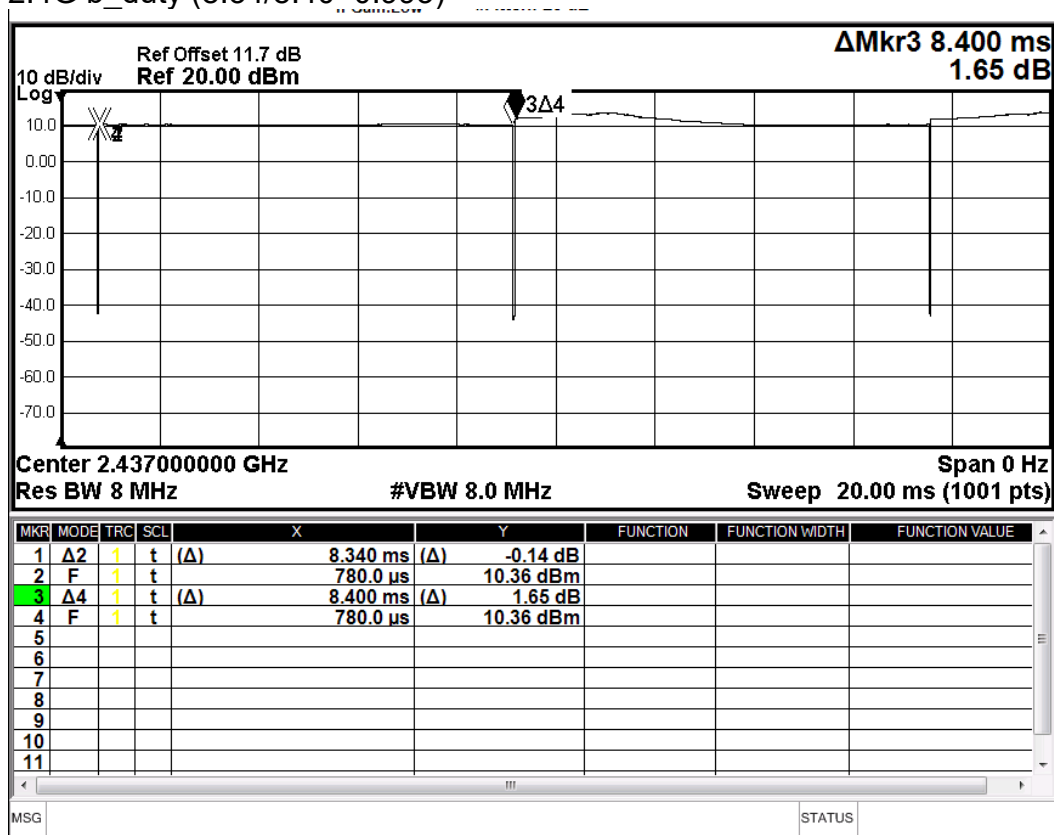 Ref Offset 11.7 dB
10 dB/div Ref 20.00 dBm
ΔMkr3 8.400 ms
1.65 dB
Log
3Δ4
10.0
0.00
-10.0
-20.0
-30.0
-40.0
-50.0
-60.0
-70.0
Center 2.437000000 GHz Span 0 Hz
Res BW 8 MHz #VBW 8.0 MHz Sweep 20.00 ms (1001 pts)
MKR MODE TRC SCL X Y FUNCTION FUNCTION WIDTH FUNCTION VALUE
1 Δ2 1 t (Δ) 8.340 ms (Δ) -0.14 dB
2 F 1 t 780.0 µs 10.36 dBm
3 Δ4 1 t (Δ) 8.400 ms (Δ) 1.65 dB
4 F 1 t 780.0 µs 10.36 dBm
5
6
7
8
9
10
11
MSG STATUS